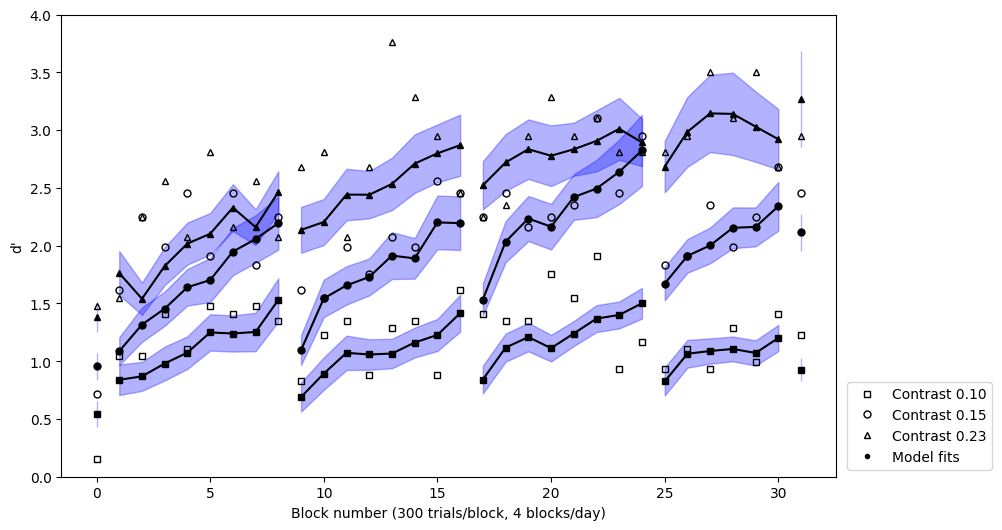 4.0
3.5
3.0
2.5
2.0
1.5
1.0
0.5
0.0
d'
0 5 10 15 20 25 30
Block number (300 trials/block, 4 blocks/day)
Contrast 0.10
Contrast 0.15
Contrast 0.23
Model fits